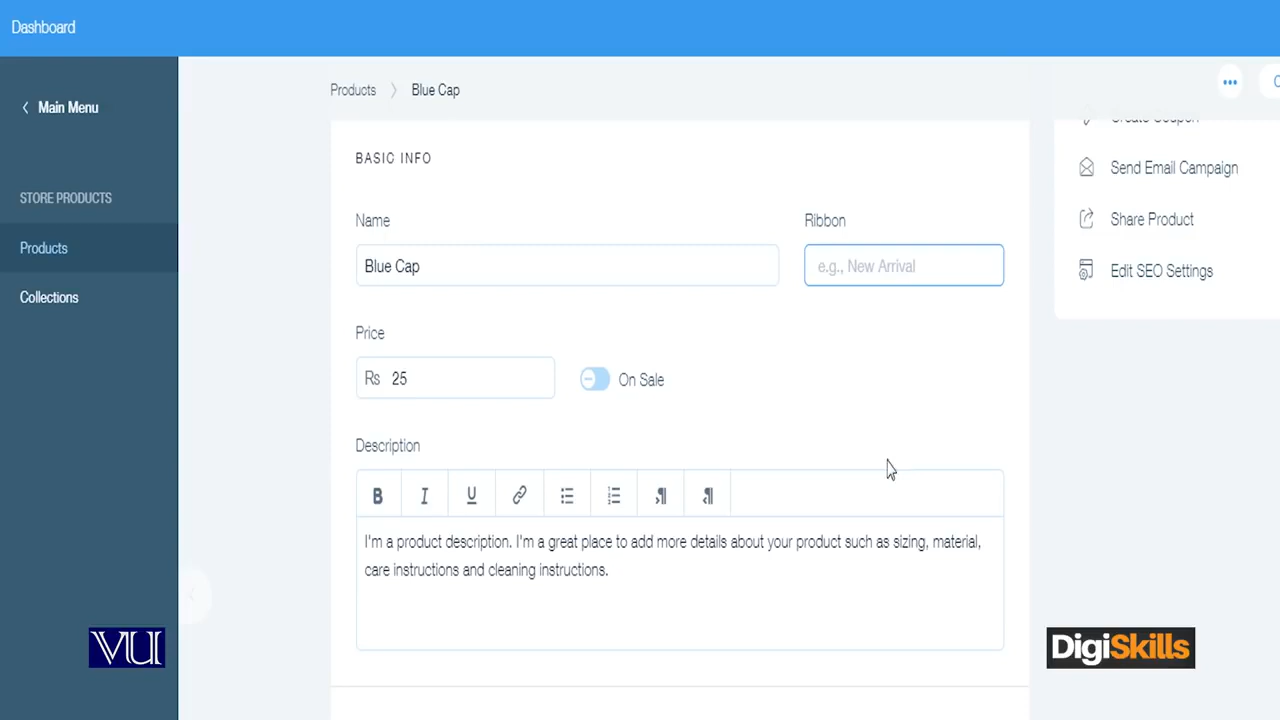 Dashboard
Main Menu
STORE PRODUCTS
Products
Collections
Products > Blue Cap
BASIC INFO
Name
Blue Cap
Ribbon
e.g., New Arrival
Price
Rs 25
On Sale
Description
B I U
I'm a product description. I'm a great place to add more details about your product such as sizing, material,
care instructions and cleaning instructions.
Create Coupon
Send Email Campaign
Share Product
Edit SEO Settings
VU
DigiSkills